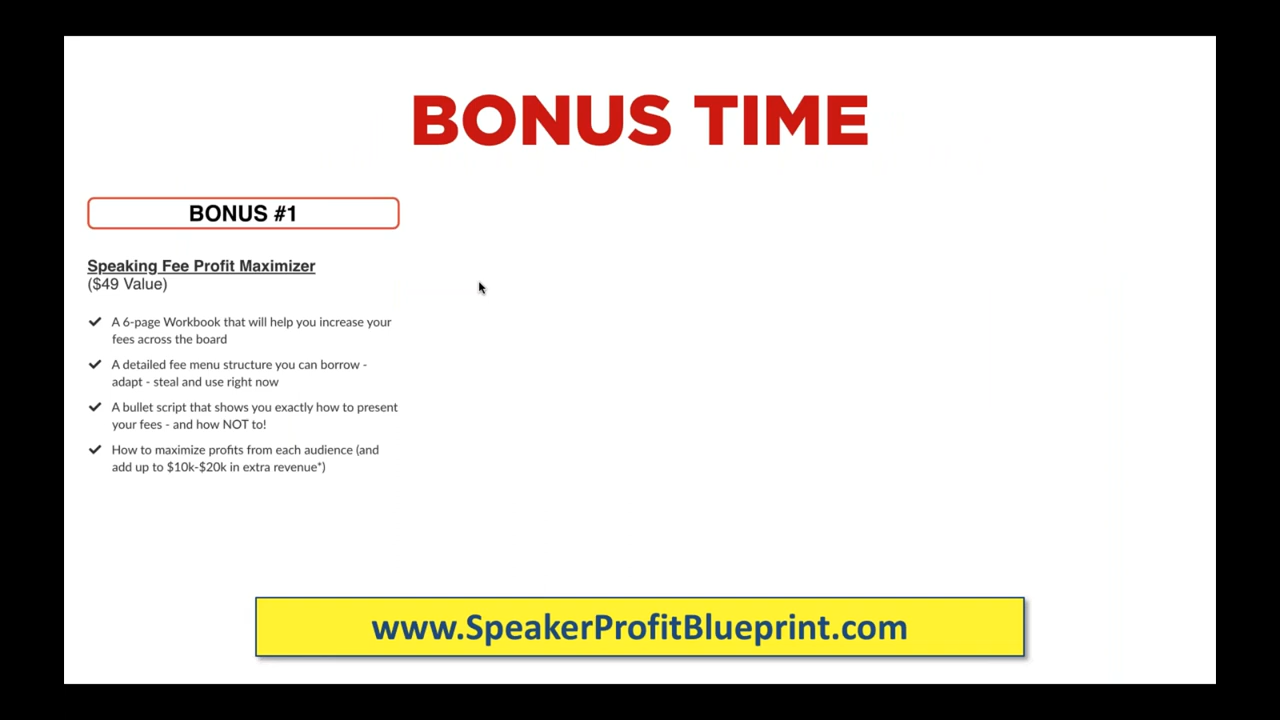 BONUS TIME
BONUS #1
Speaking Fee Profit Maximizer
($49 Value)
A 6-page Workbook that will help you increase your
fees across the board
A detailed fee menu structure you can borrow -
adapt - steal and use right now
A bullet script that shows you exactly how to present
your fees - and how NOT to!
How to maximize profits from each audience (and
add up to $10k-$20k in extra revenue*)
www.SpeakerProfitBlueprint.com